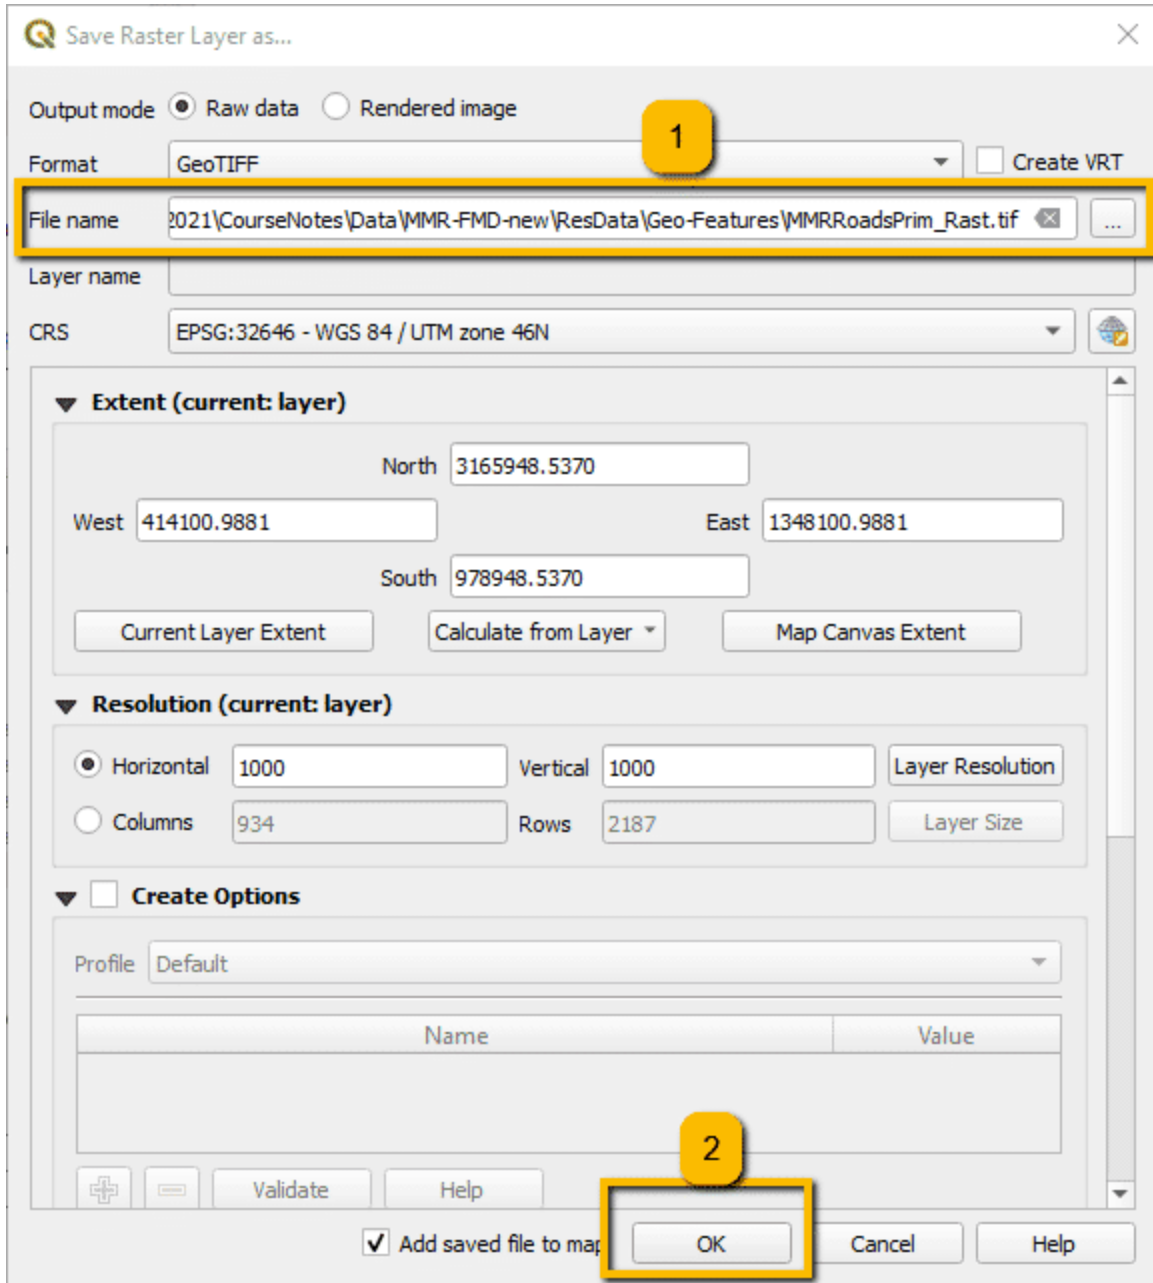 Save Raster Layer as...
Output mode Raw data Rendered image
1
Format GeoTIFF Create VRT
File name 2021\CourseNotes\Data\MMR-FMD-new\ResData\Geo-Features\MMRRoadsPrim_Rast.tif ...
Layer name
CRS EPSG:32646 - WGS 84 / UTM zone 46N
Extent (current: layer)
North 3165948.5370
West 414100.9881 East 1348100.9881
South 978948.5370
Current Layer Extent Calculate from Layer Map Canvas Extent
Resolution (current: layer)
Horizontal 1000 Vertical 1000 Layer Resolution
Columns 934 Rows 2187 Layer Size
Create Options
Profile Default
Name Value
2
Validate Help
Add saved file to map OK Cancel Help